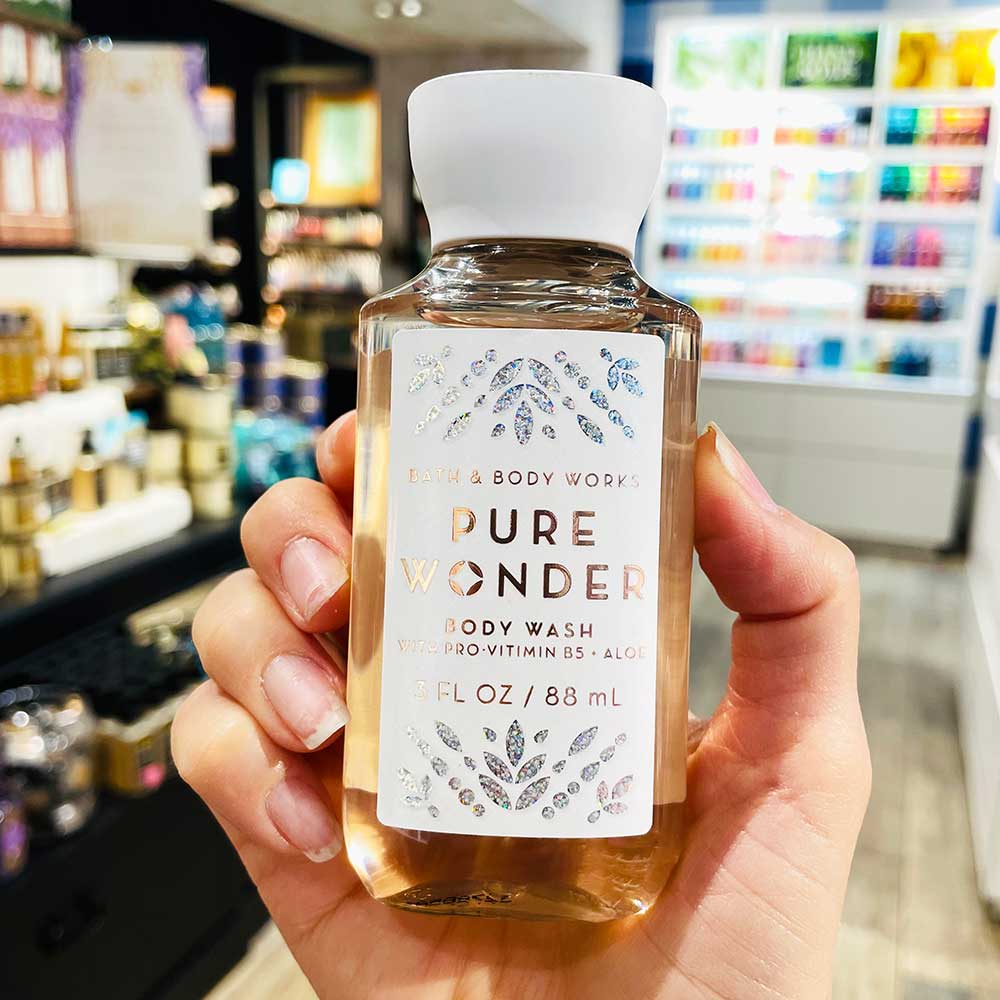 BATH & BODY WORKS
PURE
WONDER
BODY WASH
WITH PRO-VITIMIN B5 + ALOE
3 FL OZ / 88 mL